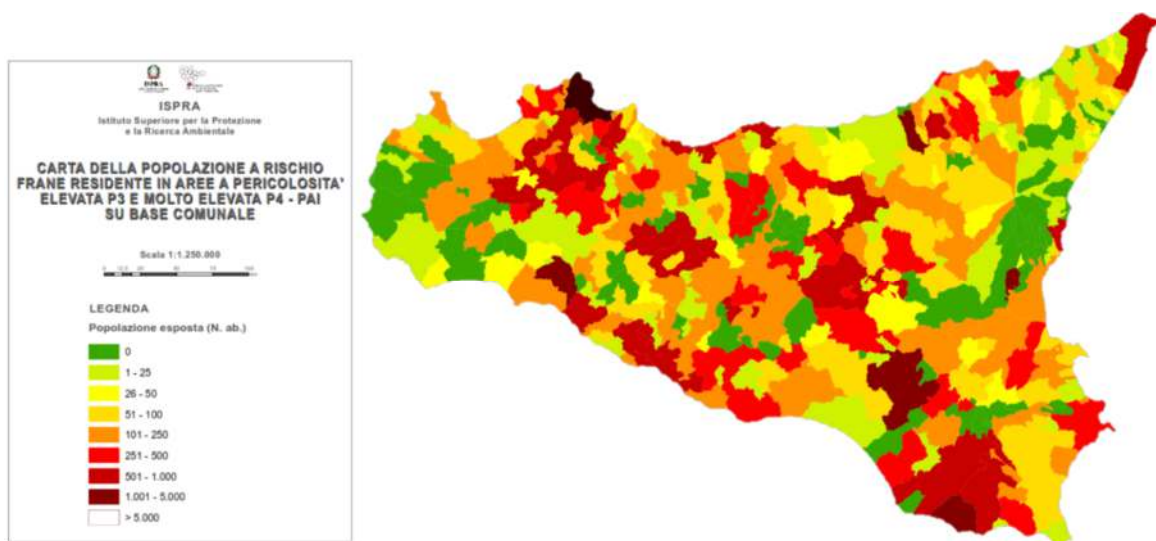 ISPRA
ISPRA
Istituto Superiore per la Protezione
e la Ricerca Ambientale
CARTA DELLA POPOLAZIONE A RISCHIO
FRANE RESIDENTE IN AREE A PERICOLOSITA'
ELEVATA P3 E MOLTO ELEVATA P4 - PAI
SU BASE COMUNALE
Scala 1:1.250.000
LEGENDA
Popolazione esposta (N. ab.)
0
1 - 25
26 - 50
51 - 100
101 - 250
251 - 500
501 - 1.000
1.001 - 5.000
> 5.000